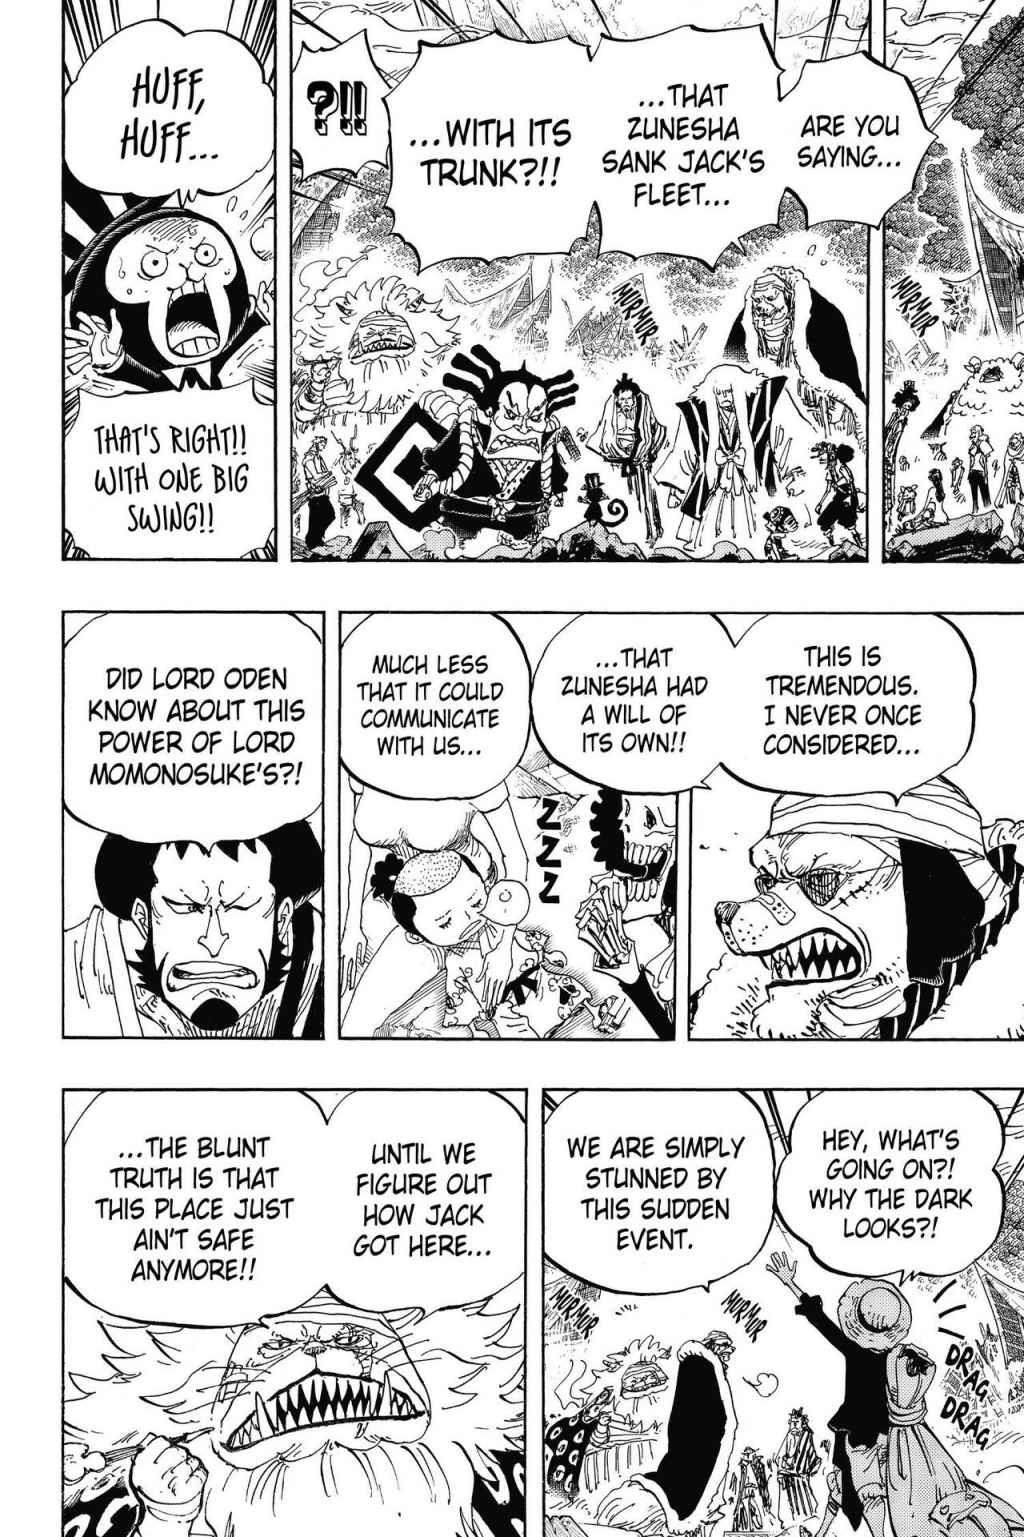 ARE YOU
SAYING...
...THAT
ZUNESHA
SANK JACK'S
FLEET...
...WITH ITS
TRUNK?!!
?!!
MURMUR
MURMUR
HUFF,
HUFF...
THAT'S RIGHT!!
WITH ONE BIG
SWING!!
THIS IS
TREMENDOUS.
I NEVER ONCE
CONSIDERED...
...THAT
ZUNESHA HAD
A WILL OF
ITS OWN!!
MUCH LESS
THAT IT COULD
COMMUNICATE
WITH US...
Z
Z
Z
DID LORD ODEN
KNOW ABOUT THIS
POWER OF LORD
MOMONOSUKE'S?!
HEY, WHAT'S
GOING ON?!
WHY THE DARK
LOOKS?!
WE ARE SIMPLY
STUNNED BY
THIS SUDDEN
EVENT.
MURMUR
MURMUR
DRAG
DRAG
UNTIL WE
FIGURE OUT
HOW JACK
GOT HERE...
...THE BLUNT
TRUTH IS THAT
THIS PLACE JUST
AIN'T SAFE
ANYMORE!!